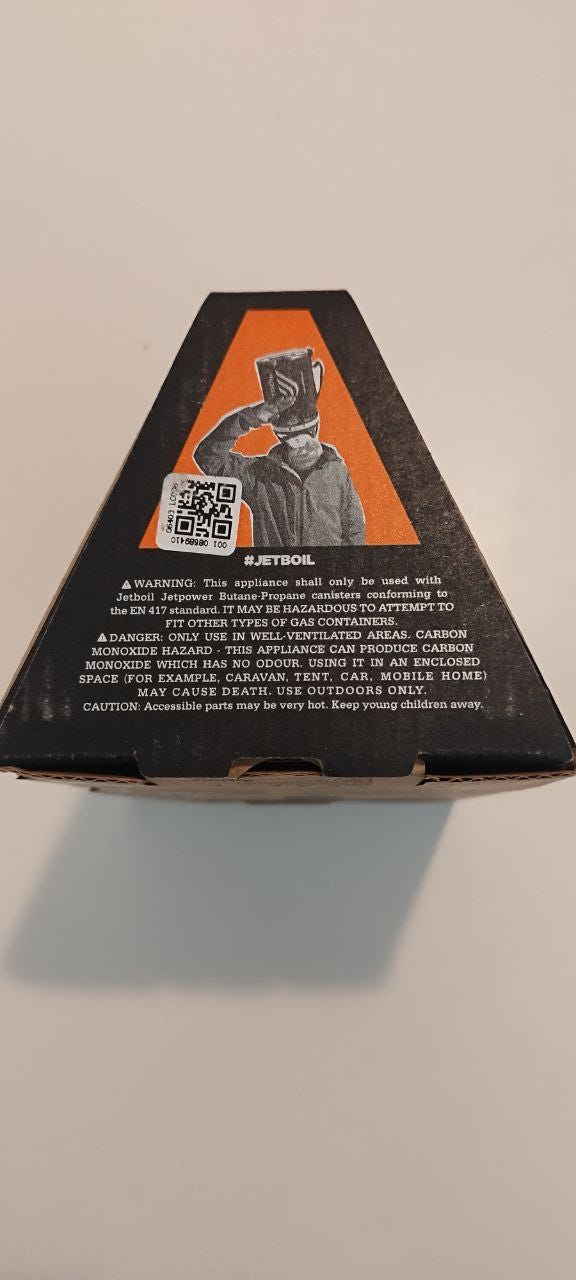 #JETBOIL
⚠WARNING: This appliance shall only be used with
Jetboil Jetpower Butane-Propane canisters conforming to
the EN 417 standard. IT MAY BE HAZARDOUS TO ATTEMPT TO
FIT OTHER TYPES OF GAS CONTAINERS.
⚠DANGER: ONLY USE IN WELL-VENTILATED AREAS. CARBON
MONOXIDE HAZARD - THIS APPLIANCE CAN PRODUCE CARBON
MONOXIDE WHICH HAS NO ODOUR. USING IT IN AN ENCLOSED
SPACE (FOR EXAMPLE, CARAVAN, TENT, CAR, MOBILE HOME)
MAY CAUSE DEATH. USE OUTDOORS ONLY.
CAUTION: Accessible parts may be very hot. Keep young children away.